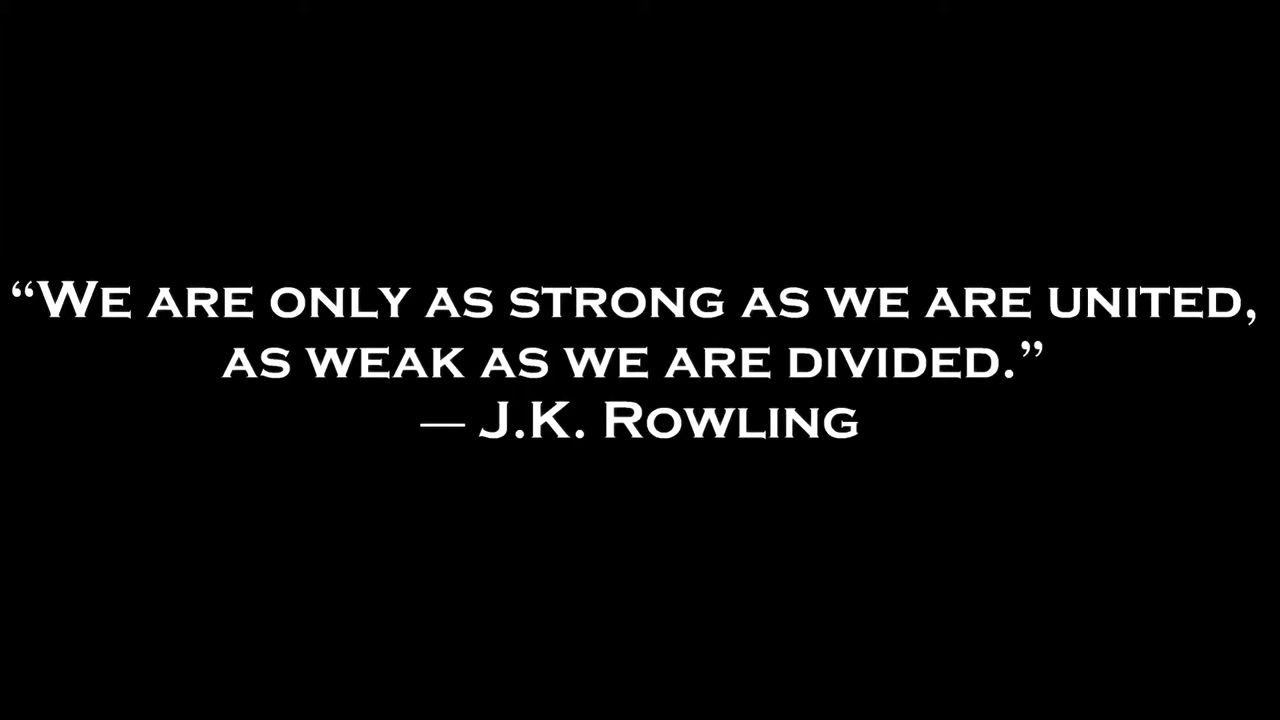 “We are only as strong as we are united,
as weak as we are divided.”
— J.K. Rowling